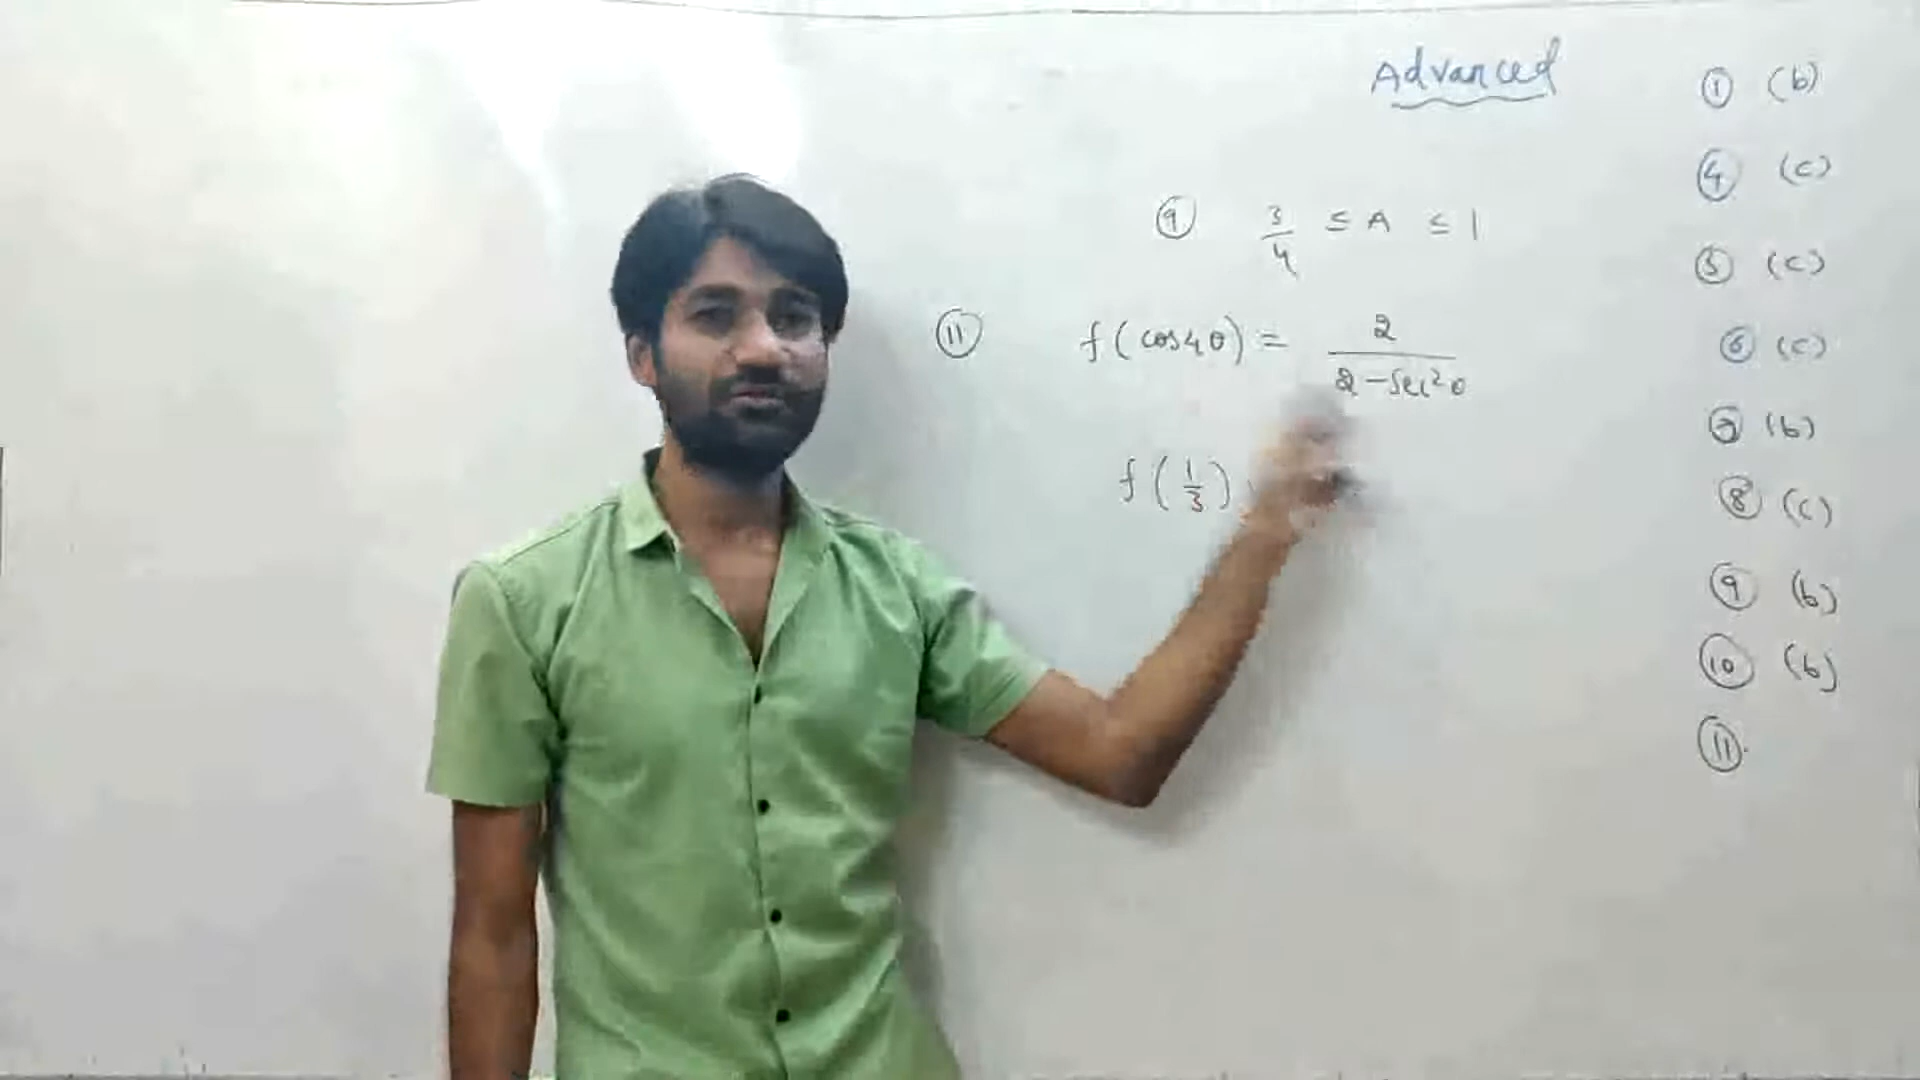 Advanced
⑨ 3/4 ≤ A ≤ 1
⑪ f(cos4θ) = 2/(2-sec²θ)
f(1/3)
① (b)
④ (c)
⑤ (c)
⑥ (c)
⑦ (b)
⑧ (c)
⑨ (b)
⑩ (b)
⑪.